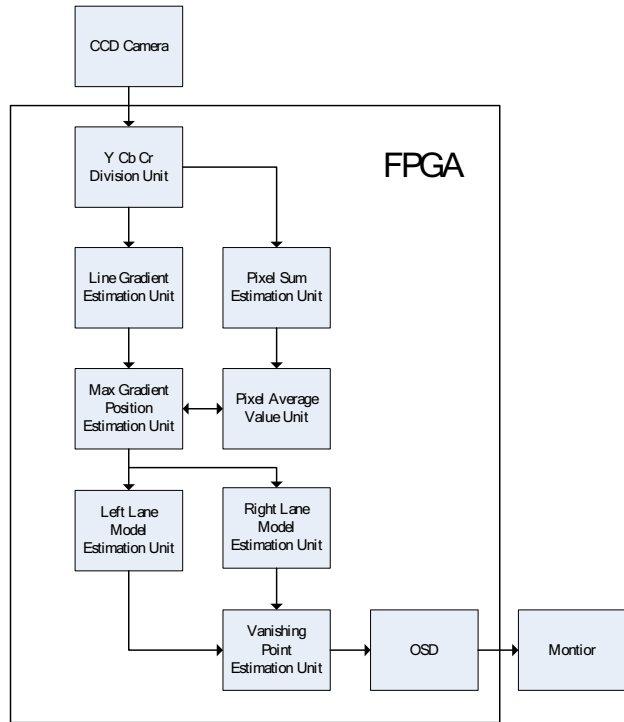 CCD Camera
FPGA
Y Cb Cr
Division Unit
Line Gradient
Estimation Unit
Pixel Sum
Estimation Unit
Max Gradient
Position
Estimation Unit
Pixel Average
Value Unit
Left Lane
Model
Estimation Unit
Right Lane
Model
Estimation Unit
Vanishing
Point
Estimation Unit
OSD
Montior